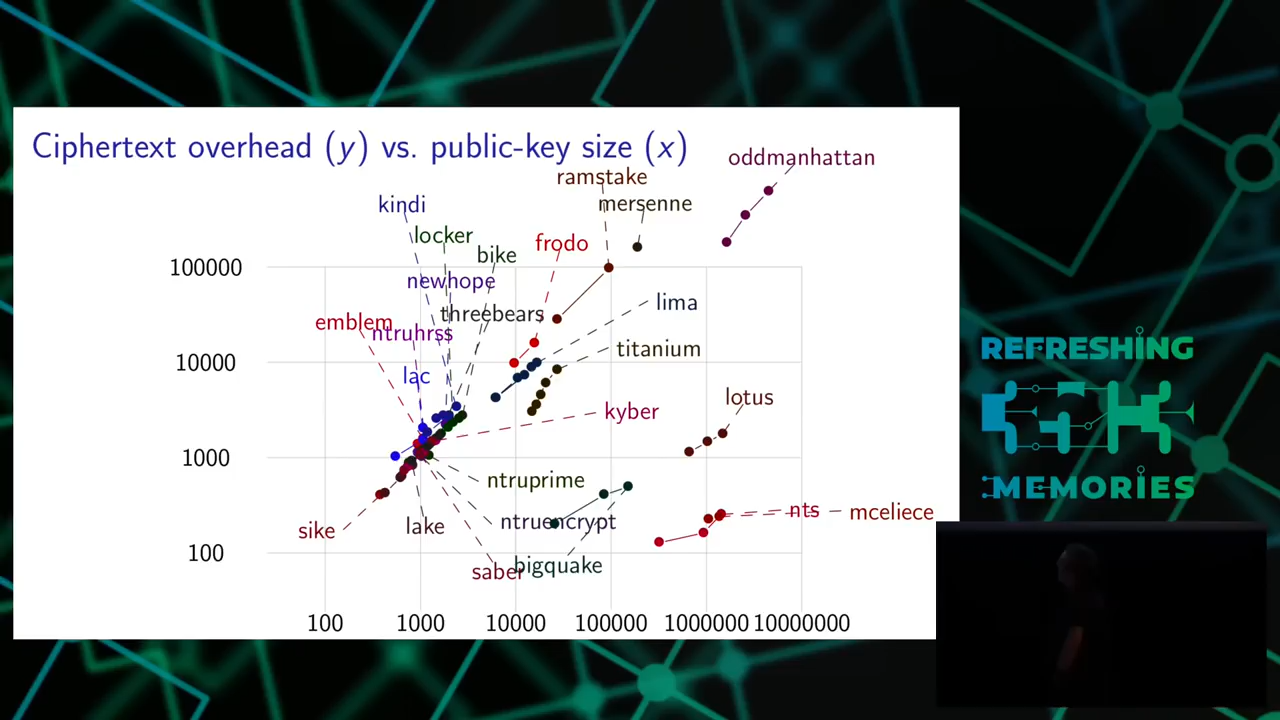 Ciphertext overhead (y) vs. public-key size (x)
oddmanhattan
ramstake
kindi
mersenne
locker
frodo
bike
100000
newhope
lima
threebears
emblem
ntruhrss
titanium
10000
lac
lotus
kyber
1000
ntruprime
nts
mceliece
ntruencrypt
lake
sike
100
bigquake
saber
100 1000 10000 100000 1000000 10000000
REFRESHING
MEMORIES